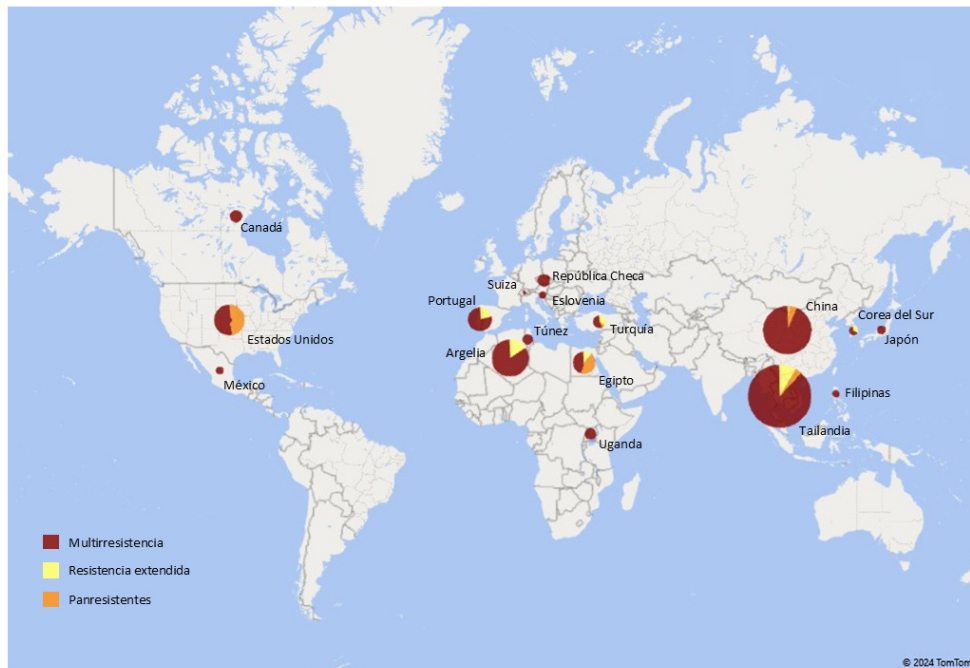 Canadá
Estados Unidos
México
República Checa
Suiza
Eslovenia
Portugal
Túnez
Turquía
Argelia
Egipto
Uganda
China
Corea del Sur
Japón
Filipinas
Tailandia
Multirresistencia
Resistencia extendida
Panresistentes
© 2024 TomTom